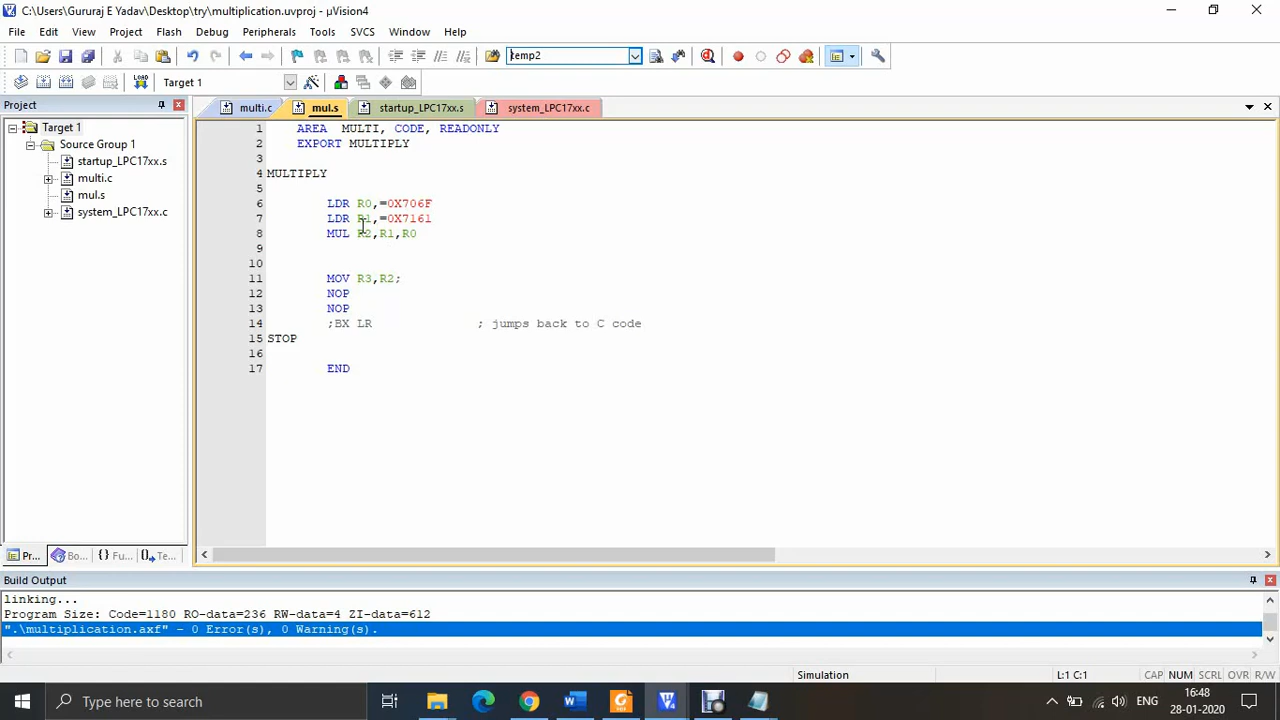 C:\Users\Gururaj E Yadav\Desktop\try\multiplication.uvproj - µVision4
File Edit View Project Flash Debug Peripherals Tools SVCS Window Help
temp2
LOAD Target 1
Project
multi.c mul.s startup_LPC17xx.s system_LPC17xx.c
Target 1
Source Group 1
startup_LPC17xx.s
multi.c
mul.s
system_LPC17xx.c
1 AREA MULTI, CODE, READONLY
2 EXPORT MULTIPLY
3
4 MULTIPLY
5
6 LDR R0,=0X706F
7 LDR R1,=0X7161
8 MUL R2,R1,R0
9
10
11 MOV R3,R2;
12 NOP
13 NOP
14 ;BX LR ; jumps back to C code
15 STOP
16
17 END
Pr... Bo... {} Fu... Te...
Build Output
linking...
Program Size: Code=1180 RO-data=236 RW-data=4 ZI-data=612
".\multiplication.axf" - 0 Error(s), 0 Warning(s).
Simulation L:1 C:1 CAP NUM SCRL OVR R/W
Type here to search
ENG
16:48
28-01-2020